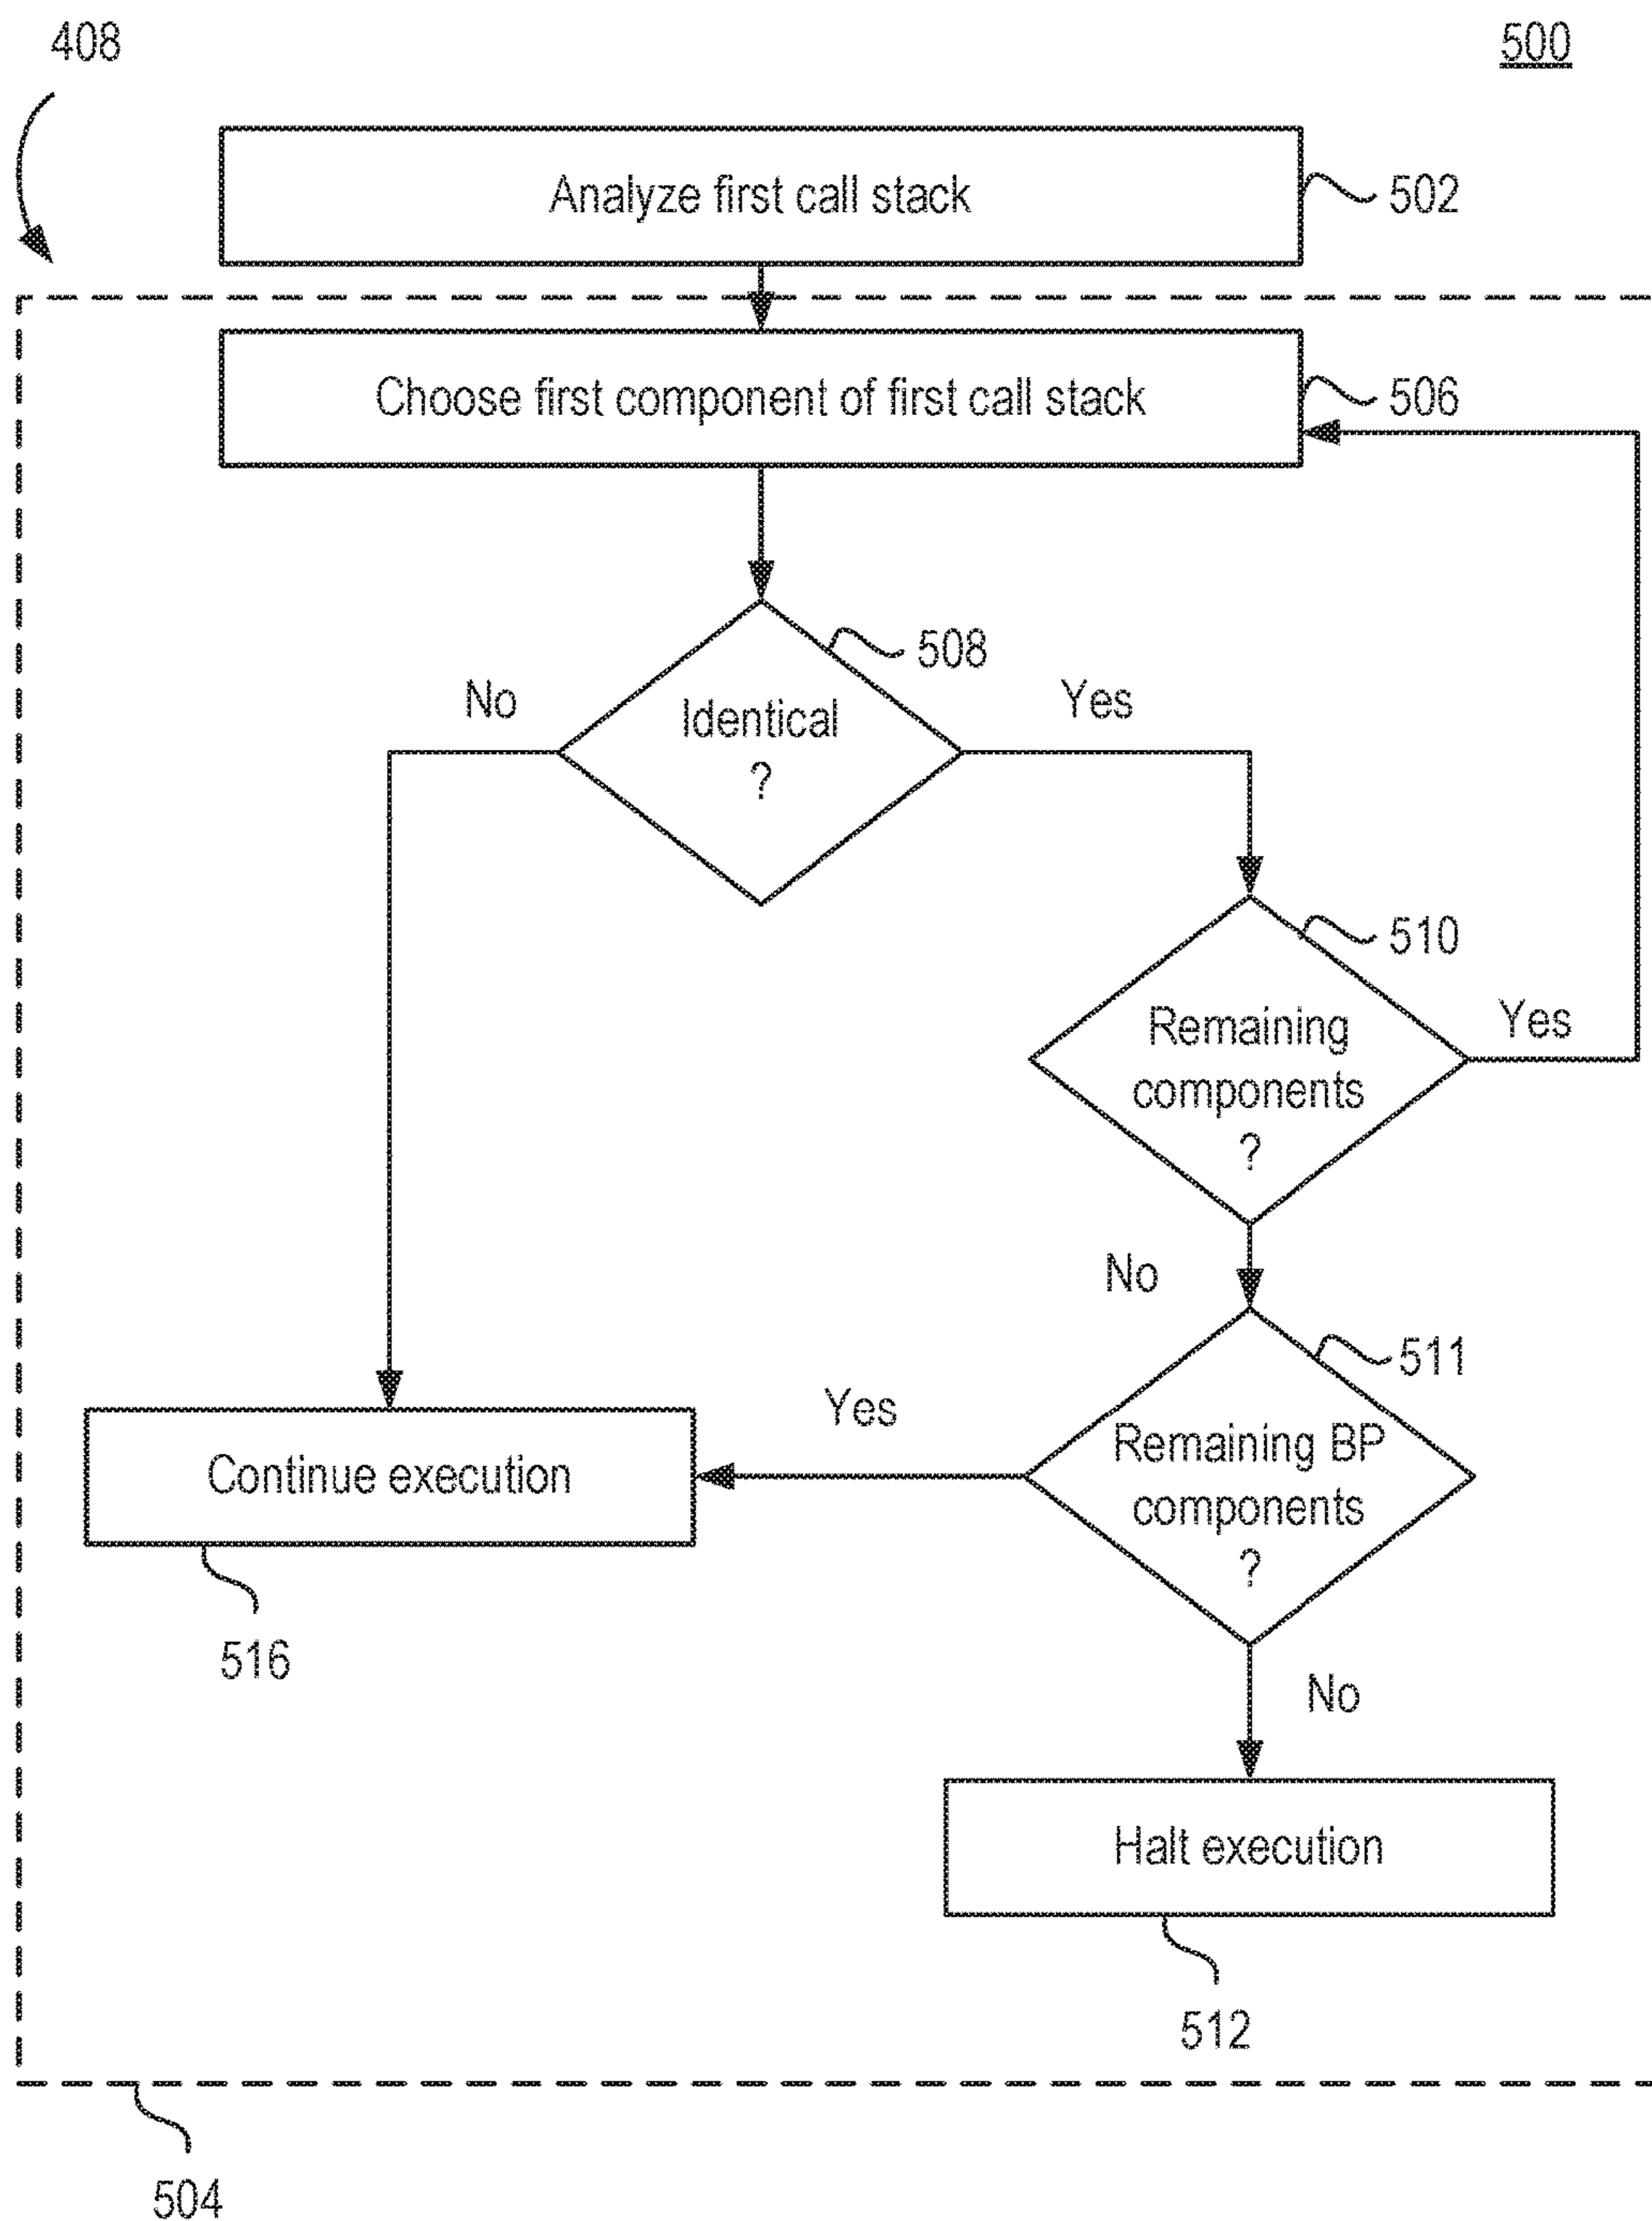 408
500
Analyze first call stack
502
Choose first component of first call stack
506
508
No
Identical
?
Yes
510
Remaining
components
?
Yes
No
511
Yes
Remaining BP
components
?
Continue execution
516
No
Halt execution
512
504